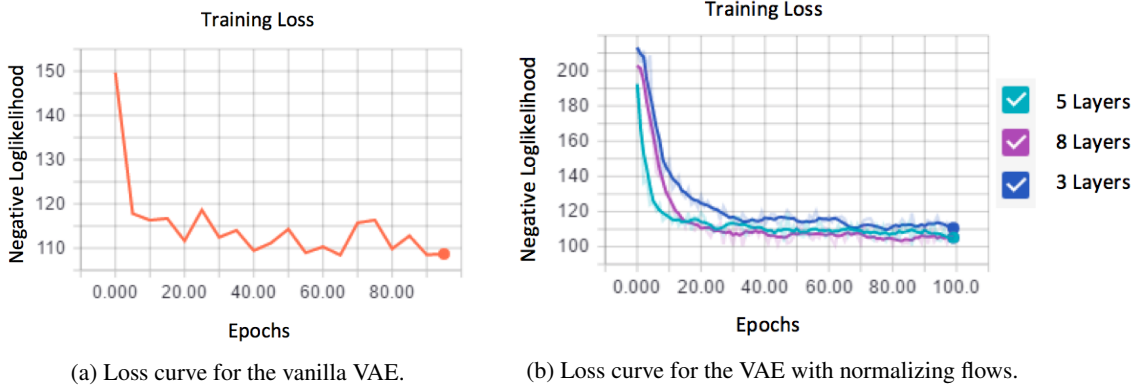 Training Loss
Negative Loglikelihood
150
140
130
120
110
0.000 20.00 40.00 60.00 80.00
Epochs
(a) Loss curve for the vanilla VAE.
Training Loss
Negative Loglikelihood
200
180
160
140
120
100
0.000 20.00 40.00 60.00 80.00 100.0
Epochs
5 Layers
8 Layers
3 Layers
(b) Loss curve for the VAE with normalizing flows.